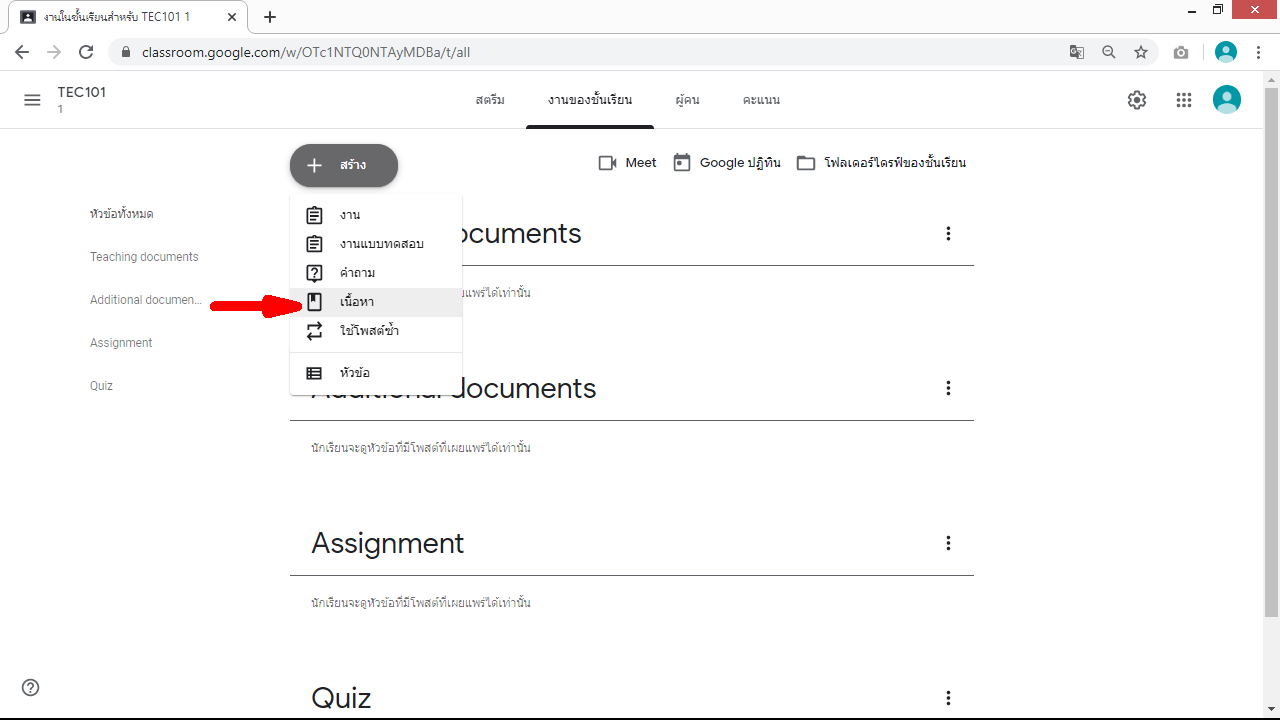 งานในชั้นเรียนสำหรับ TEC101 1
classroom.google.com/w/OTc1NTQ0NTAyMDBa/t/all
TEC101
1
สตรีม งานของชั้นเรียน ผู้คน คะแนน
สร้าง
Meet Google ปฏิทิน โฟลเดอร์ไดรฟ์ของชั้นเรียน
หัวข้อทั้งหมด
Teaching documents
Additional documen...
Assignment
Quiz
งาน
งานแบบทดสอบ
คำถาม
เนื้อหา
ใช้โพสต์ซ้ำ
หัวข้อ
ocuments
ยแพร่ได้เท่านั้น
Additional documents
นักเรียนจะดูหัวข้อที่มีโพสต์ที่เผยแพร่ได้เท่านั้น
Assignment
นักเรียนจะดูหัวข้อที่มีโพสต์ที่เผยแพร่ได้เท่านั้น
Quiz